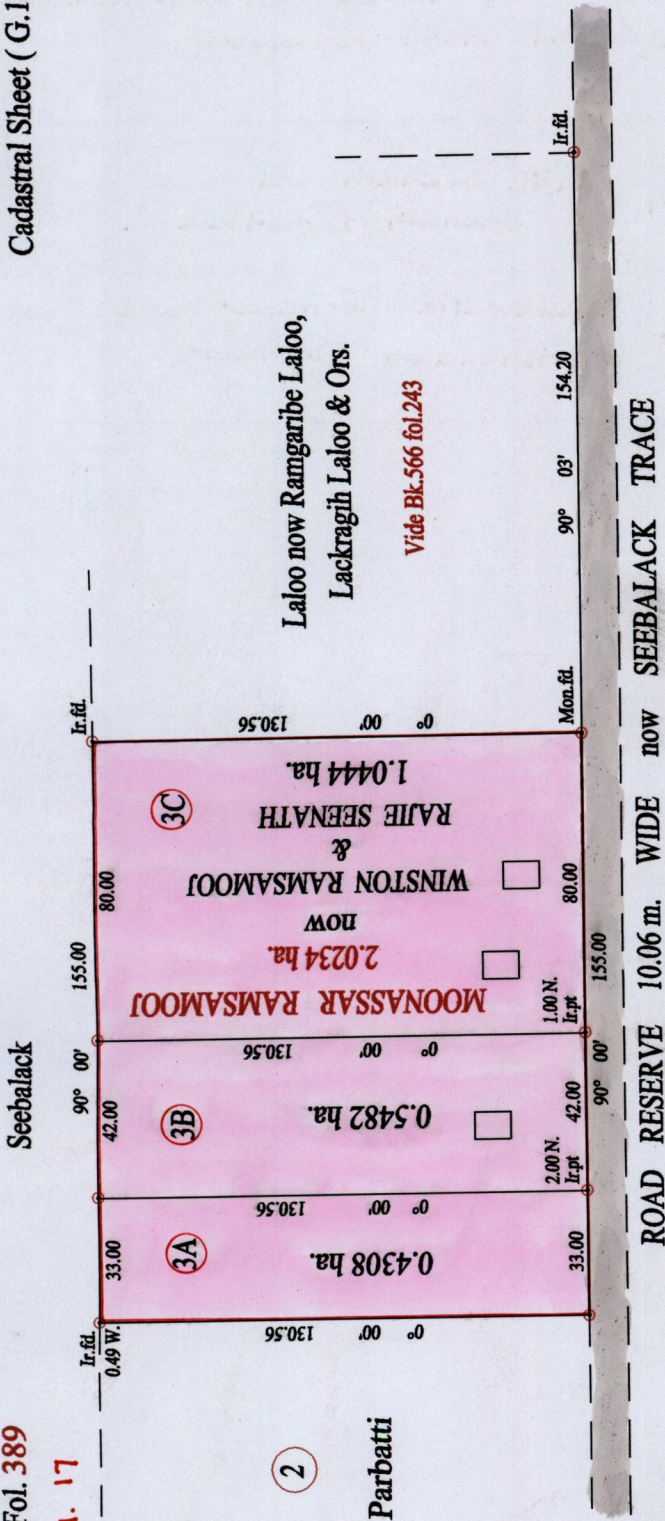 Cadastral Sheet ( G.1
Seebalack
Fol. 389
17
Ir.fd.
0.49 W.
90° 00'
155.00
Ir.fd.
33.00
42.00
80.00
3A
3B
3C
2
Parbatti
0° 00' 130.56
0.4308 ha.
0° 00' 130.56
0.5482 ha.
0° 00' 130.56
MOONASSAR RAMSAMOOJ
2.0234 ha.
now
WINSTON RAMSAMOOJ
&
RAJIE SEENATH
1.0444 ha.
0° 00' 130.56
Laloo now Ramgaribe Laloo,
Lackragih Laloo & Ors.
Vide Bk.566 fol.243
2.00 N.
Ir.pt
1.00 N.
Ir.pt
Mon.fd.
90° 03' 154.20
Ir.fd.
33.00
42.00
80.00
90° 00' 155.00
ROAD RESERVE 10.06 m. WIDE now SEEBALACK TRACE